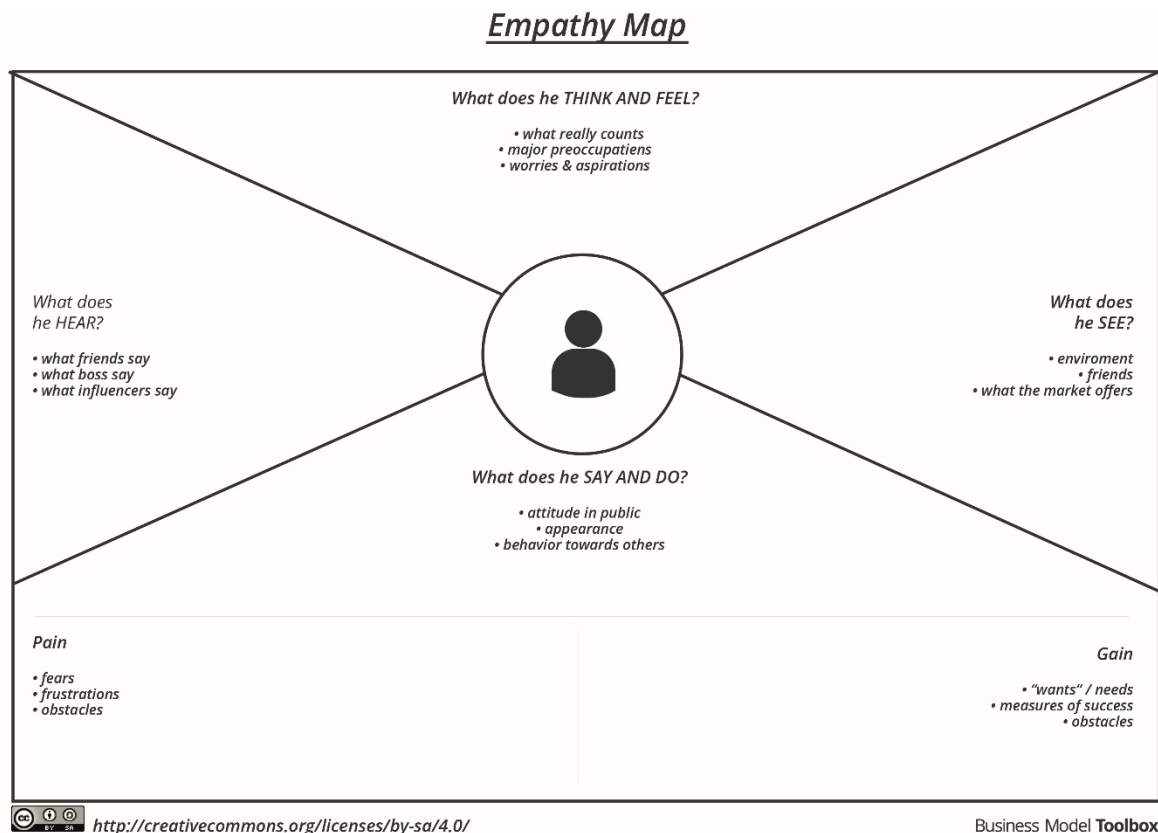 Empathy Map
What does he THINK AND FEEL?
• what really counts
• major preoccupatiens
• worries & aspirations
What does
he HEAR?
• what friends say
• what boss say
• what influencers say
What does
he SEE?
• enviroment
• friends
• what the market offers
What does he SAY AND DO?
• attitude in public
• appearance
• behavior towards others
Pain
• fears
• frustrations
• obstacles
Gain
• “wants“ / needs
• measures of success
• obstacles
cc BY SA http://creativecommons.org/licenses/by-sa/4.0/
Business Model Toolbox